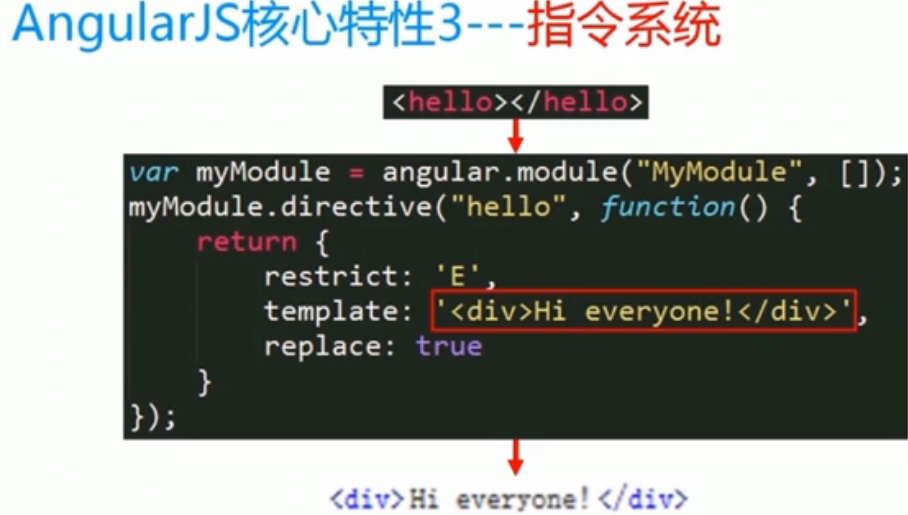 AngularJS核心特性3---指令系统
<hello></hello>
var myModule = angular.module("MyModule", []);
myModule.directive("hello", function() {
    return {
        restrict: 'E',
        template: '<div>Hi everyone!</div>',
        replace: true
    }
});
<div>Hi everyone!</div>